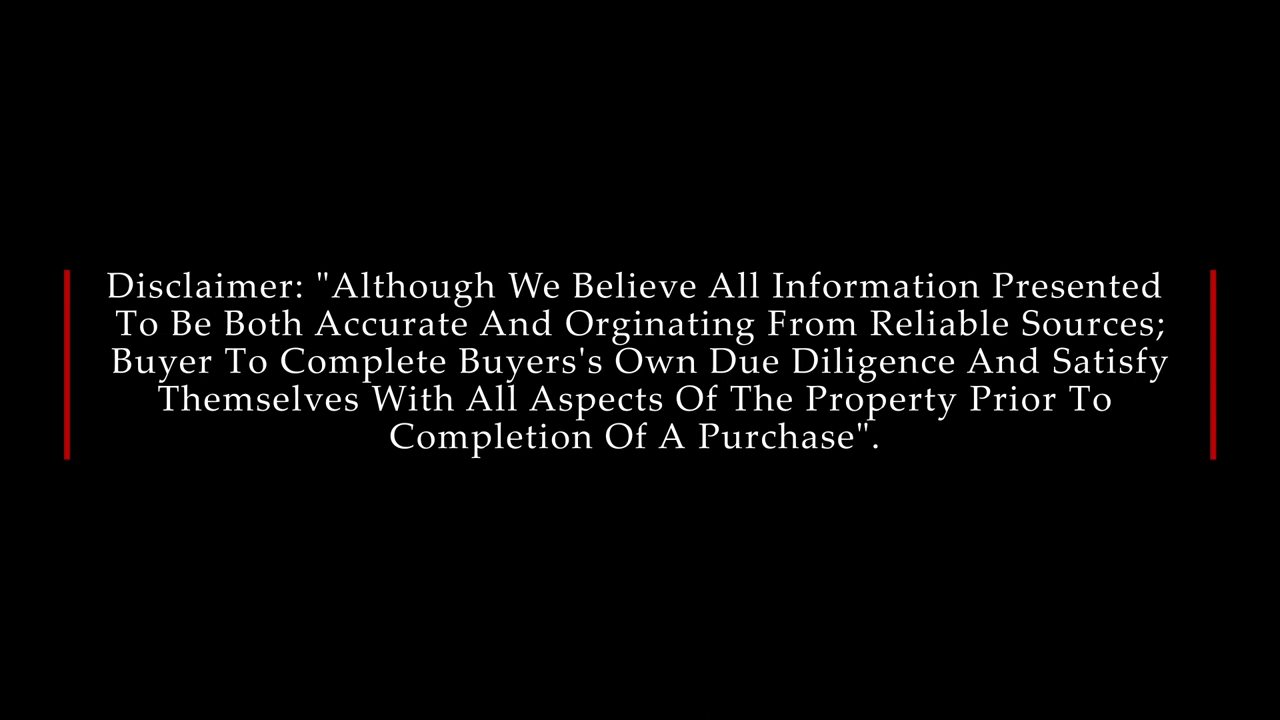 Disclaimer: "Although We Believe All Information Presented
To Be Both Accurate And Orginating From Reliable Sources;
Buyer To Complete Buyers's Own Due Diligence And Satisfy
Themselves With All Aspects Of The Property Prior To
Completion Of A Purchase".